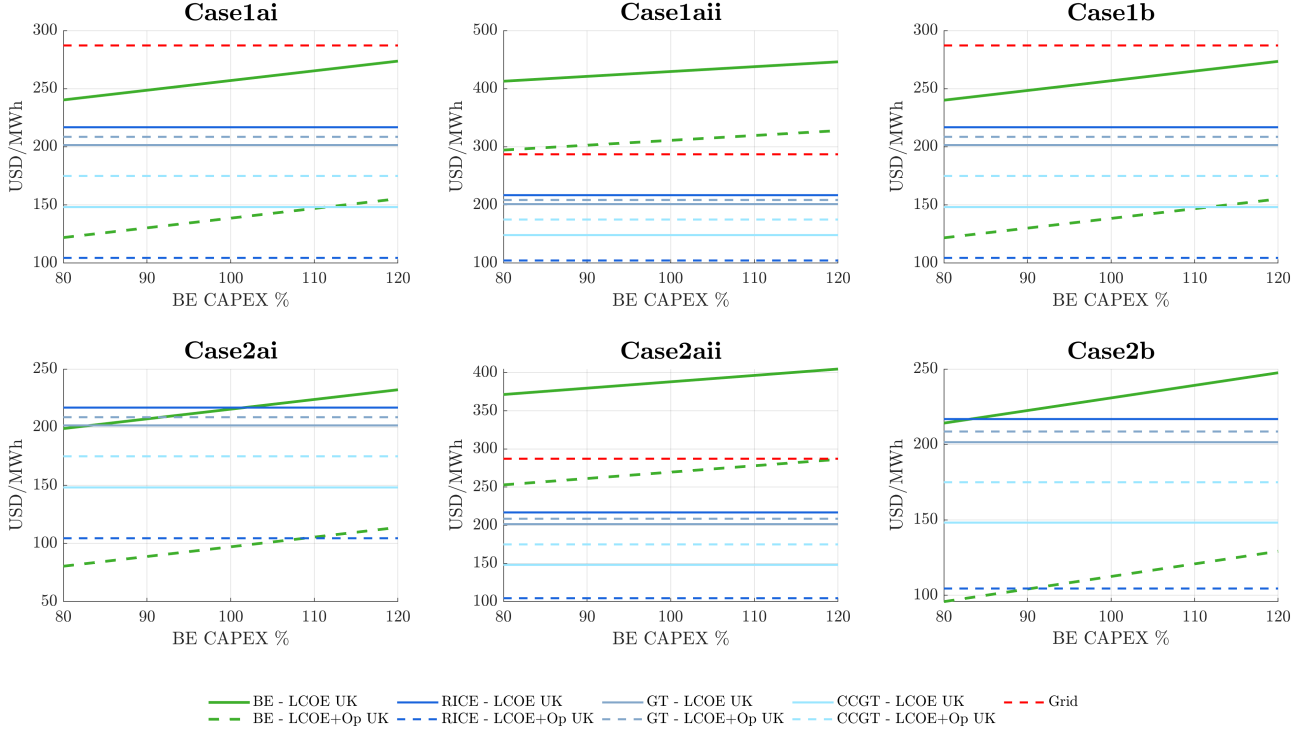 Case1ai
USD/MWh
300
250
200
150
100
80 90 100 110 120
BE CAPEX %
Case1aii
USD/MWh
500
400
300
200
100
80 90 100 110 120
BE CAPEX %
Case1b
USD/MWh
300
250
200
150
100
80 90 100 110 120
BE CAPEX %
Case2ai
USD/MWh
250
200
150
100
50
80 90 100 110 120
BE CAPEX %
Case2aii
USD/MWh
400
350
300
250
200
150
100
80 90 100 110 120
BE CAPEX %
Case2b
USD/MWh
250
200
150
100
80 90 100 110 120
BE CAPEX %
BE - LCOE UK RICE - LCOE UK GT - LCOE UK CCGT - LCOE UK Grid
BE - LCOE+Op UK RICE - LCOE+Op UK GT - LCOE+Op UK CCGT - LCOE+Op UK